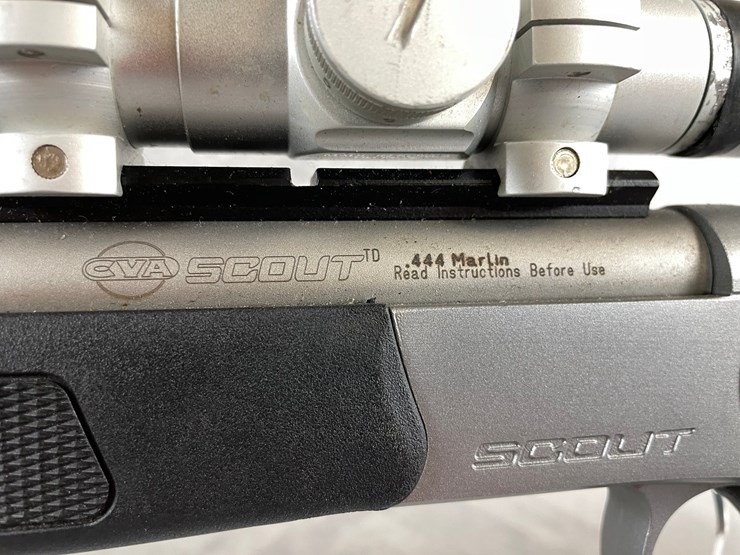 CVA SCOUT TD .444 Marlin
Read Instructions Before Use
SCOUT